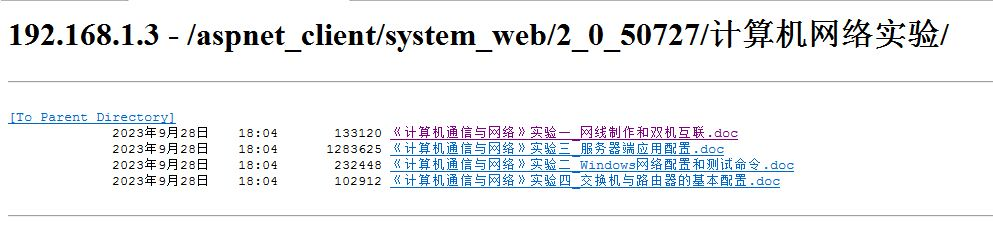 192.168.1.3 - /aspnet_client/system_web/2_0_50727/计算机网络实验/
[To Parent Directory]
2023年9月28日 18:04 133120 《计算机通信与网络》实验一_网线制作和双机互联.doc
2023年9月28日 18:04 1283625 《计算机通信与网络》实验三_服务器端应用配置.doc
2023年9月28日 18:04 232448 《计算机通信与网络》实验二_Windows网络配置和测试命令.doc
2023年9月28日 18:04 102912 《计算机通信与网络》实验四_交换机与路由器的基本配置.doc